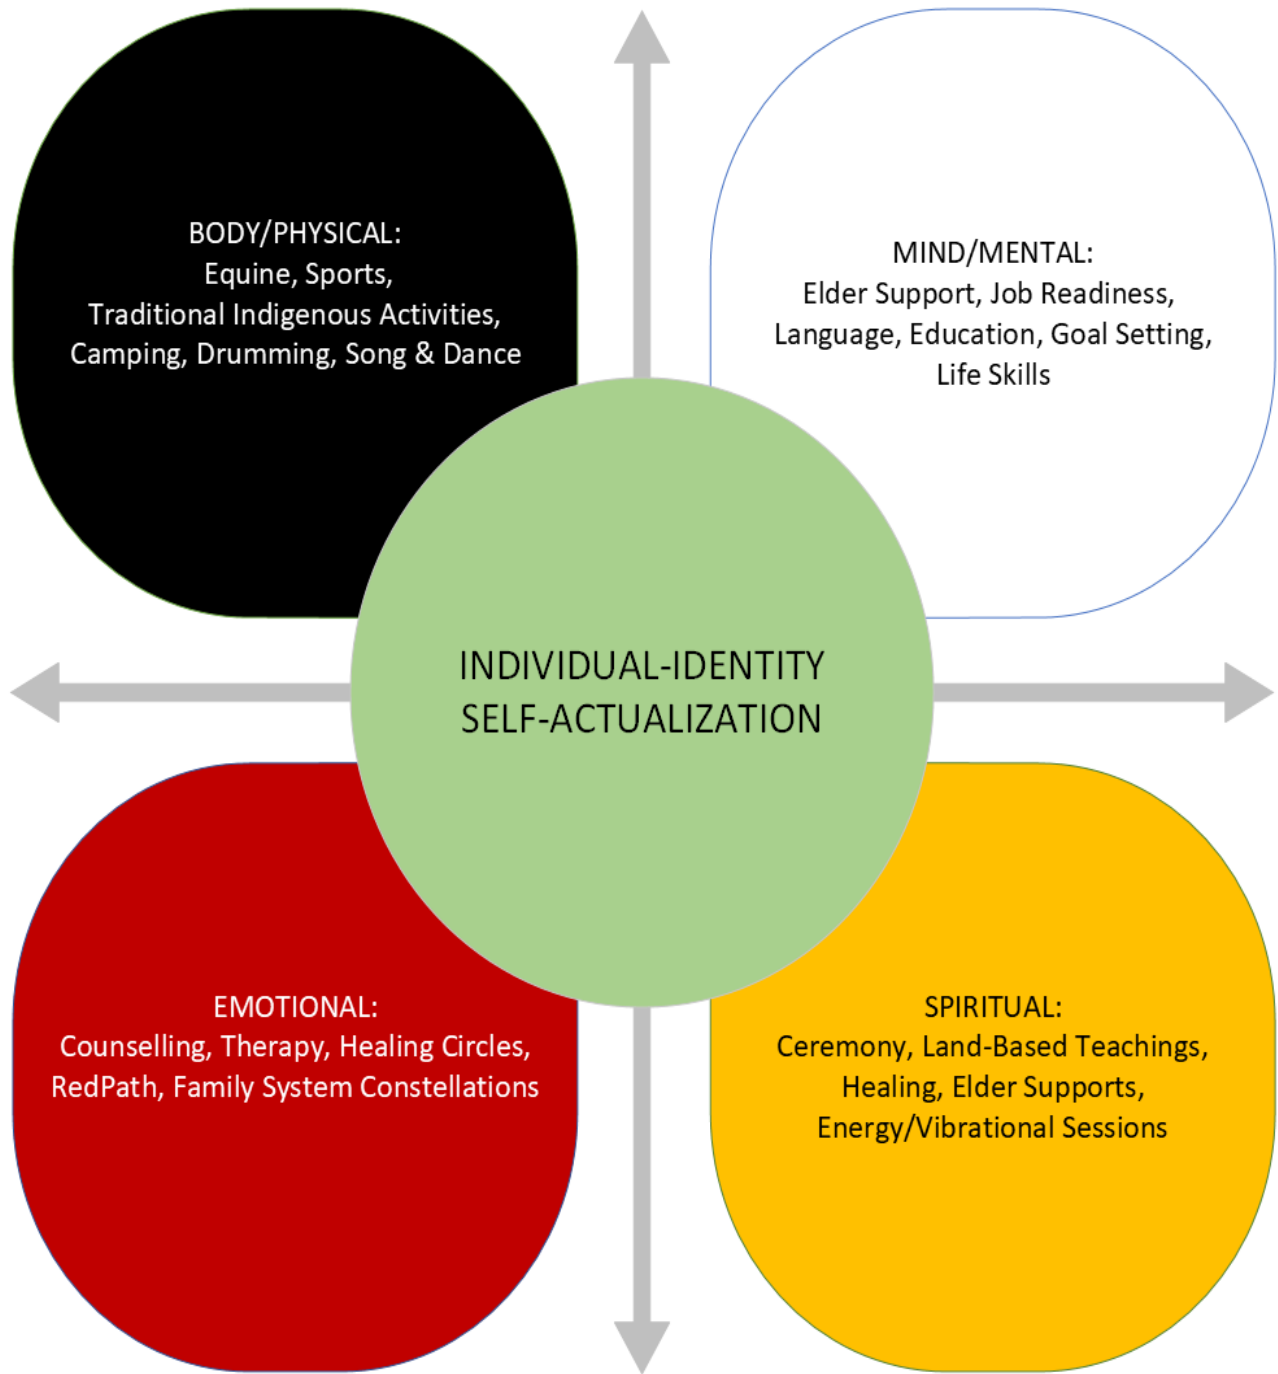 BODY/PHYSICAL:
Equine, Sports,
Traditional Indigenous Activities,
Camping, Drumming, Song & Dance
MIND/MENTAL:
Elder Support, Job Readiness,
Language, Education, Goal Setting,
Life Skills
INDIVIDUAL-IDENTITY
SELF-ACTUALIZATION
EMOTIONAL:
Counselling, Therapy, Healing Circles,
RedPath, Family System Constellations
SPIRITUAL:
Ceremony, Land-Based Teachings,
Healing, Elder Supports,
Energy/Vibrational Sessions